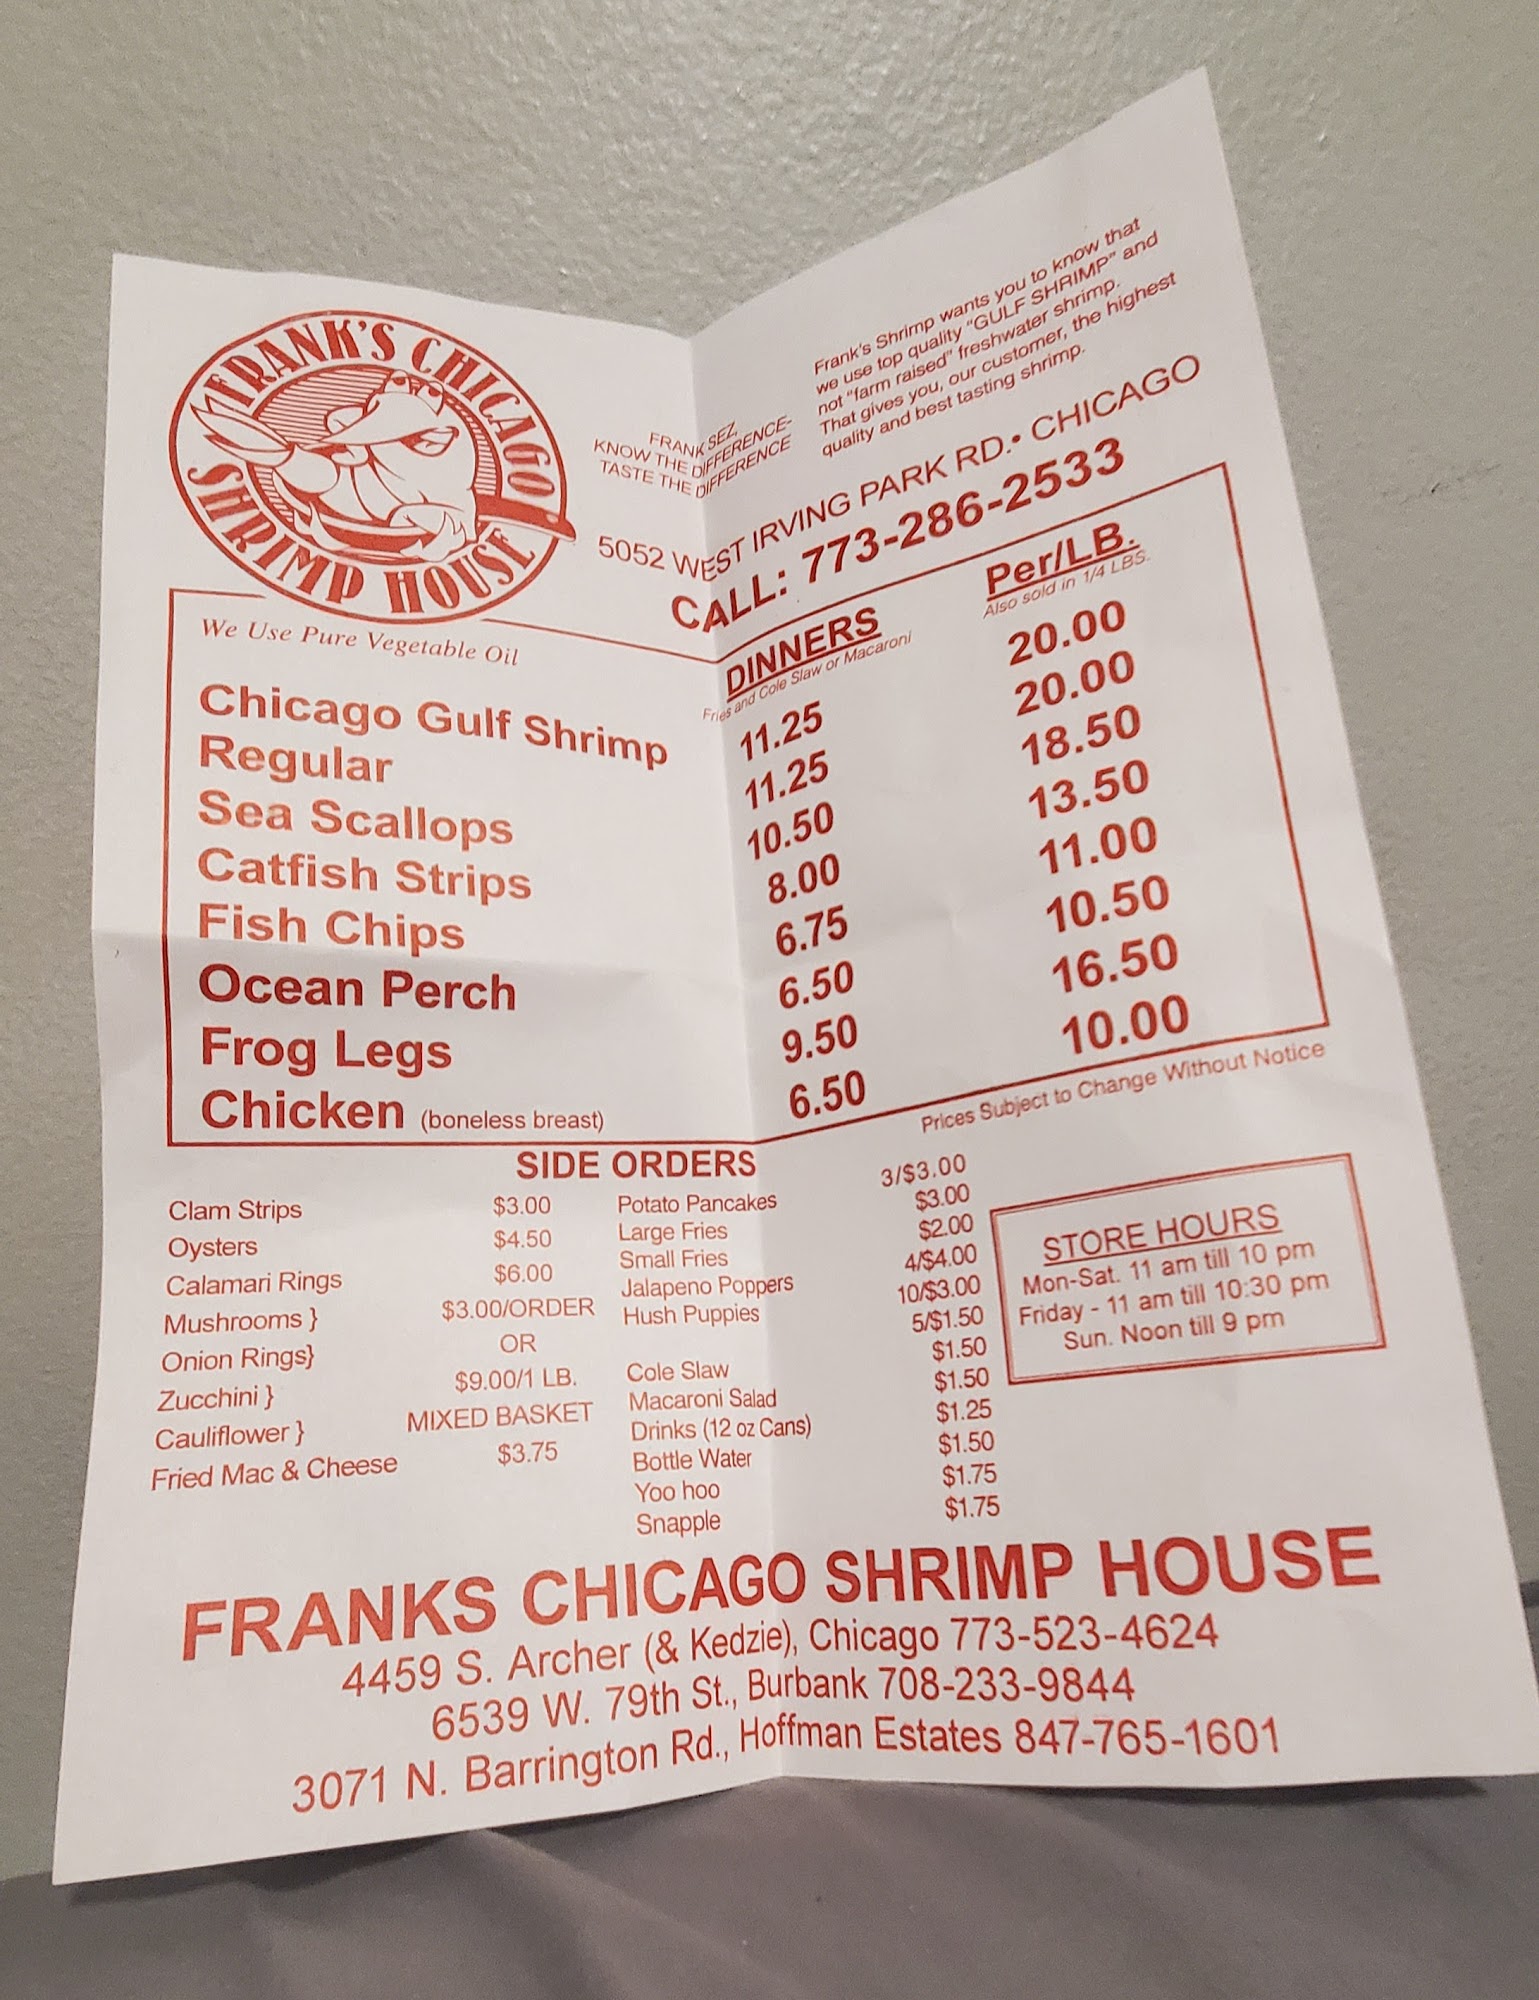 FRANK'S CHICAGO
SHRIMP HOUSE
We Use Pure Vegetable Oil
FRANK SEZ,
KNOW THE DIFFERENCE-
TASTE THE DIFFERENCE
Frank's Shrimp wants you to know that
we use top quality "GULF SHRIMP" and
not "farm raised" freshwater shrimp.
That gives you, our customer, the highest
quality and best tasting shrimp.
5052 WEST IRVING PARK RD. • CHICAGO
CALL: 773-286-2533
DINNERS Per/LB.
Fries and Cole Slaw or Macaroni Also sold in 1/4 LBS.
Chicago Gulf Shrimp 11.25 20.00
Regular 11.25 20.00
Sea Scallops 10.50 18.50
Catfish Strips 8.00 13.50
Fish Chips 6.75 11.00
Ocean Perch 6.50 10.50
Frog Legs 9.50 16.50
Chicken (boneless breast) 6.50 10.00
Prices Subject to Change Without Notice
SIDE ORDERS
Clam Strips $3.00
Oysters $4.50
Calamari Rings $6.00
Mushrooms } $3.00/ORDER
Onion Rings} OR
Zucchini } $9.00/1 LB.
Cauliflower } MIXED BASKET
Fried Mac & Cheese $3.75
Potato Pancakes
Large Fries
Small Fries
Jalapeno Poppers
Hush Puppies
Cole Slaw
Macaroni Salad
Drinks (12 oz Cans)
Bottle Water
Yoo hoo
Snapple
3/$3.00
$3.00
$2.00
4/$4.00
10/$3.00
5/$1.50
$1.50
$1.50
$1.25
$1.50
$1.75
$1.75
STORE HOURS
Mon-Sat. 11 am till 10 pm
Friday - 11 am till 10:30 pm
Sun. Noon till 9 pm
FRANKS CHICAGO SHRIMP HOUSE
4459 S. Archer (& Kedzie), Chicago 773-523-4624
6539 W. 79th St., Burbank 708-233-9844
3071 N. Barrington Rd., Hoffman Estates 847-765-1601